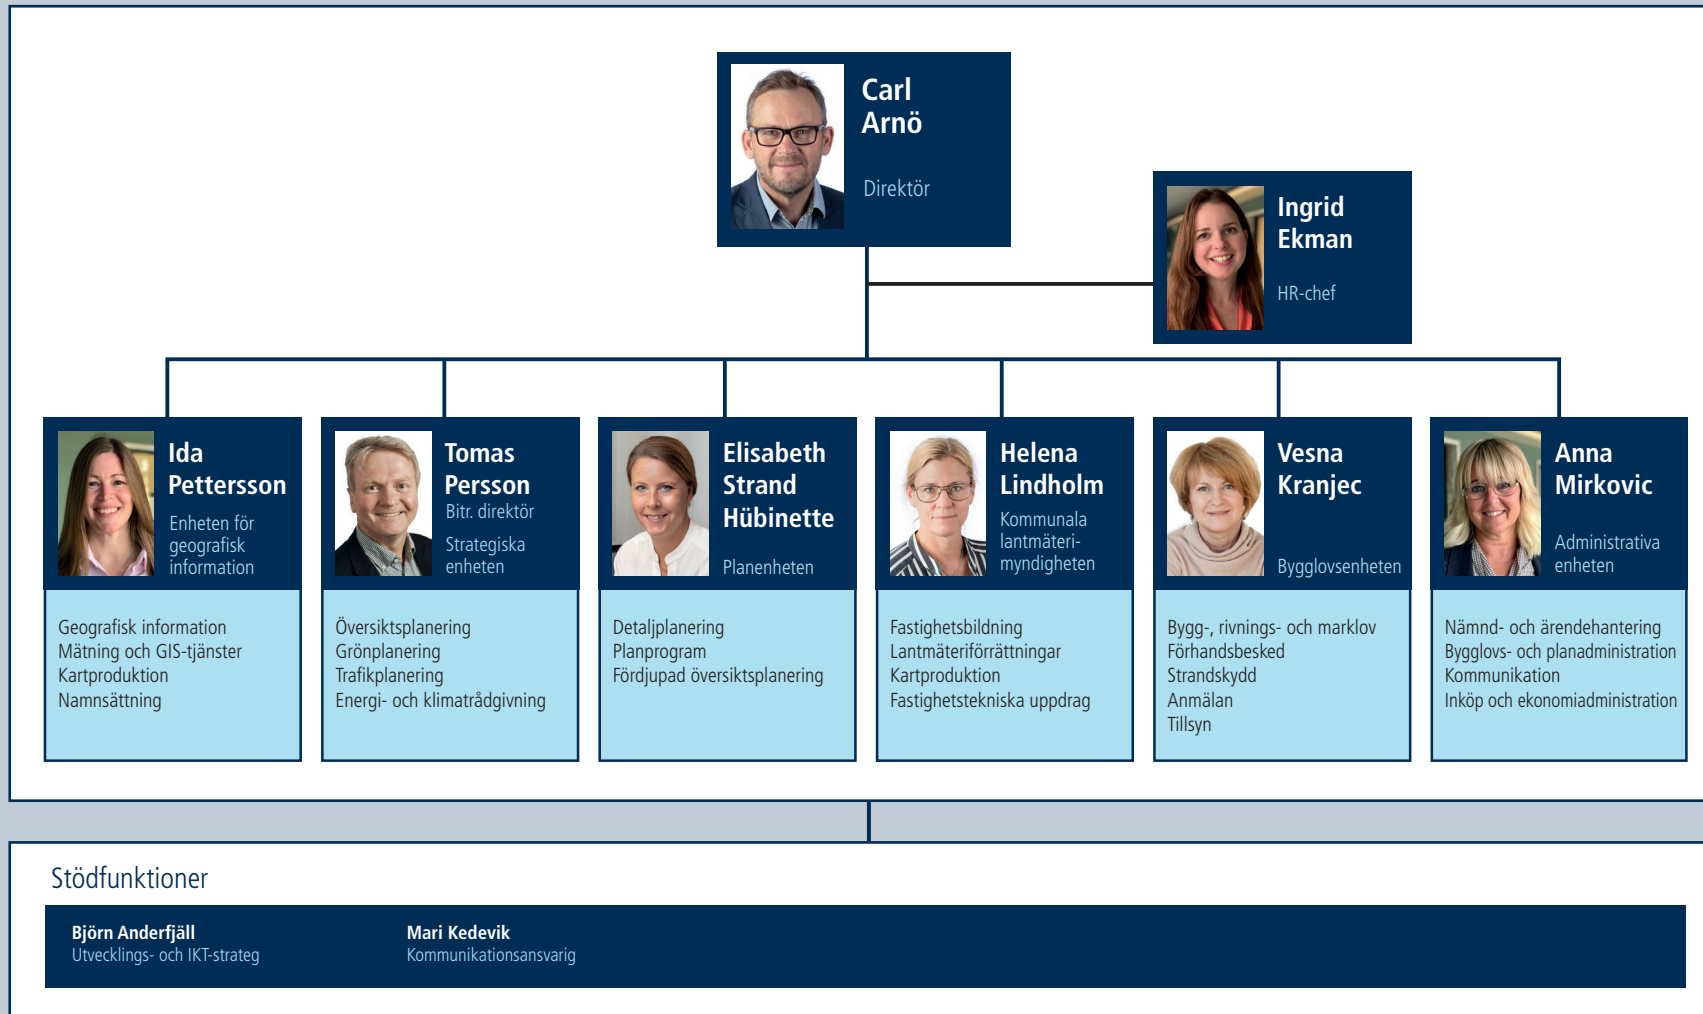 Carl
Arnö
Direktör
Ingrid
Ekman
HR-chef
Ida
Pettersson
Enheten för
geografisk
information
Geografisk information
Mätning och GIS-tjänster
Kartproduktion
Namnsättning
Tomas
Persson
Bitr. direktör
Strategiska
enheten
Översiktsplanering
Grönplanering
Trafikplanering
Energi- och klimatrådgivning
Elisabeth
Strand
Hübinette
Planenheten
Detaljplanering
Planprogram
Fördjupad översiktsplanering
Helena
Lindholm
Kommunala
lantmäteri-
myndigheten
Fastighetsbildning
Lantmäteriförrättningar
Kartproduktion
Fastighetstekniska uppdrag
Vesna
Kranjec
Bygglovsenheten
Bygg-, rivnings- och marklov
Förhandsbesked
Strandskydd
Anmälan
Tillsyn
Anna
Mirkovic
Administrativa
enheten
Nämnd- och ärendehantering
Bygglovs- och planadministration
Kommunikation
Inköp och ekonomiadministration
Stödfunktioner
Björn Anderfjäll
Utvecklings- och IKT-strateg
Mari Kedevik
Kommunikationsansvarig